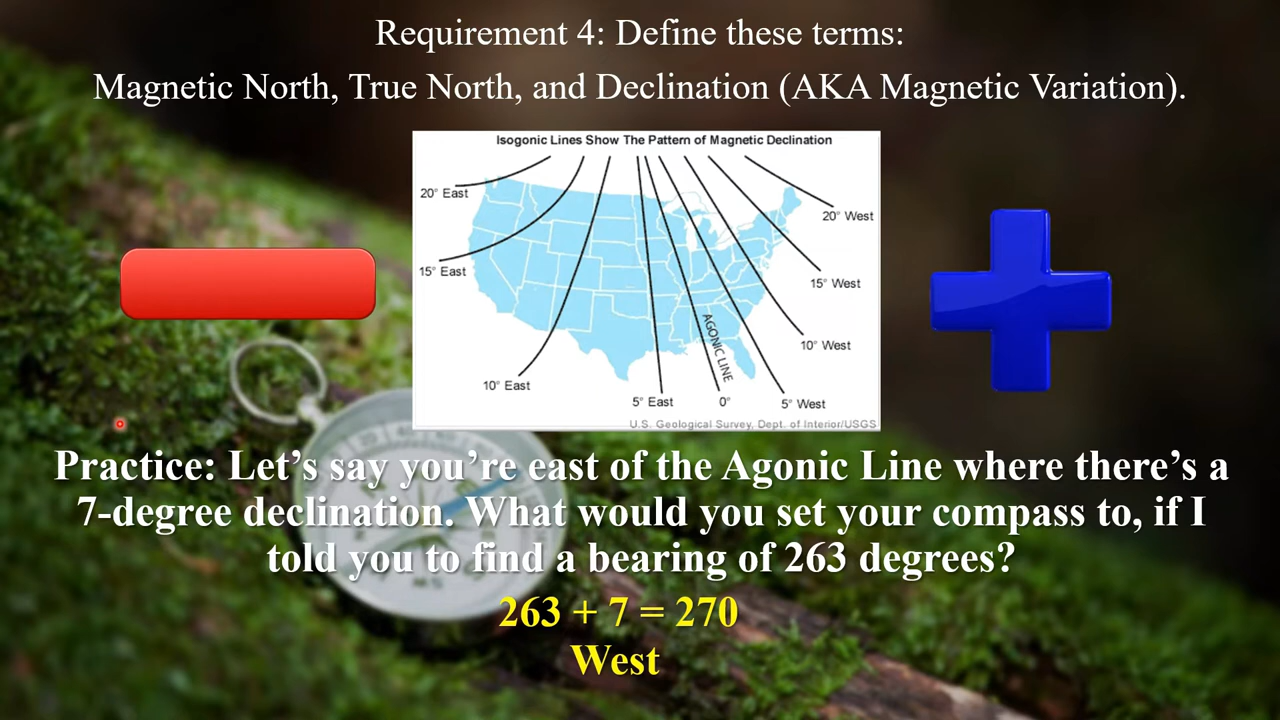 Requirement 4: Define these terms:
Magnetic North, True North, and Declination (AKA Magnetic Variation).
Isogonic Lines Show The Pattern of Magnetic Declination
20° East
20° West
15° East
15° West
AGONIC LINE
10° West
10° East
5° East
0°
5° West
U.S. Geological Survey, Dept. of Interior/USGS
Practice: Let’s say you’re east of the Agonic Line where there’s a
7-degree declination. What would you set your compass to, if I
told you to find a bearing of 263 degrees?
263 + 7 = 270
West